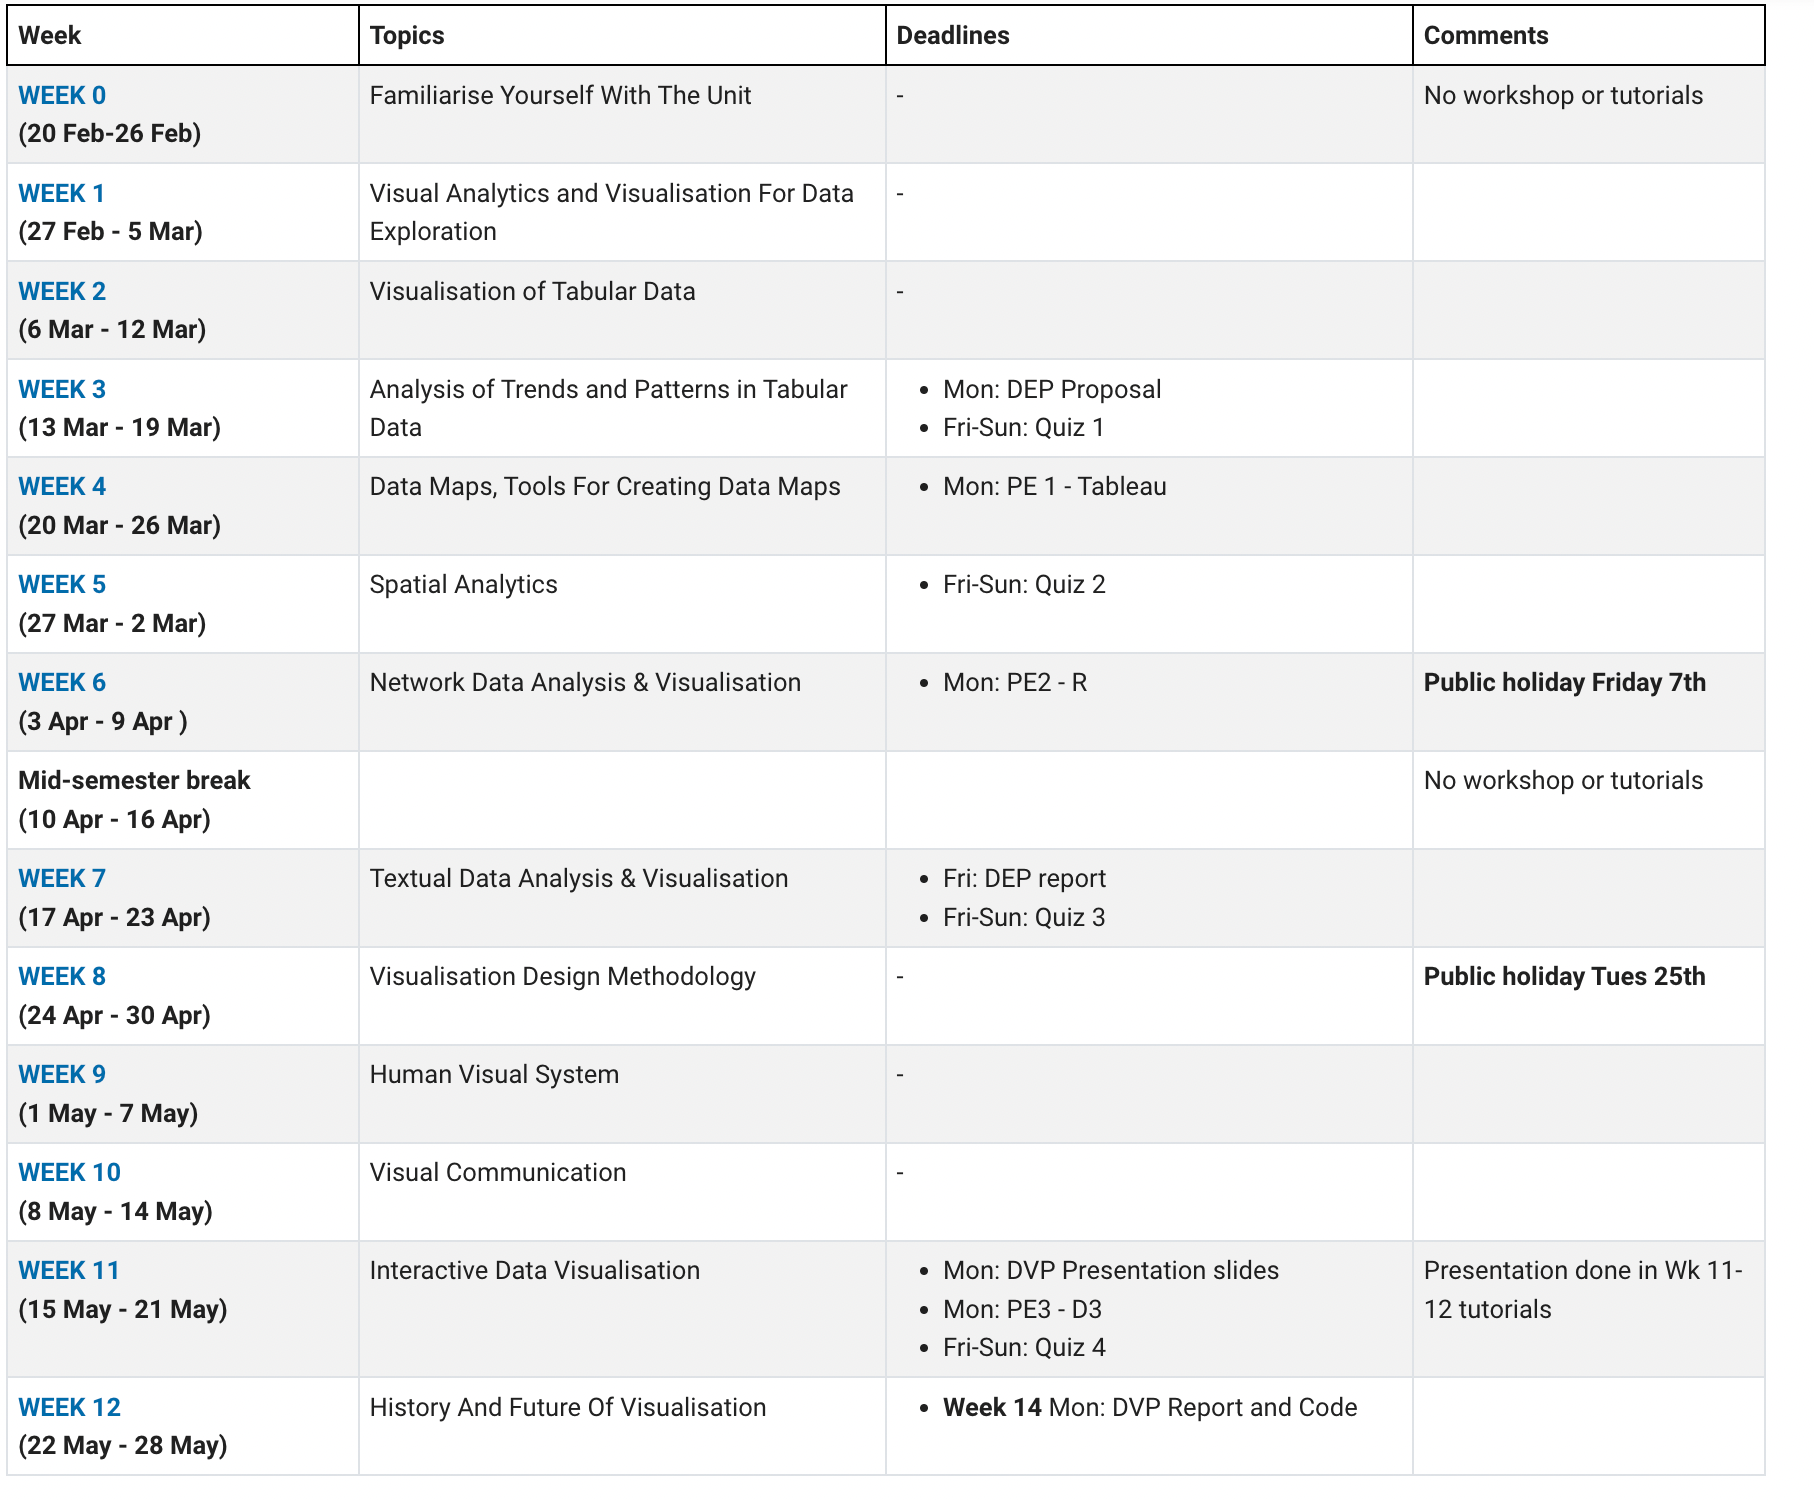 Week Topics Deadlines Comments
WEEK 0 Familiarise Yourself With The Unit - No workshop or tutorials
(20 Feb-26 Feb)
WEEK 1 Visual Analytics and Visualisation For Data -
(27 Feb - 5 Mar) Exploration
WEEK 2 Visualisation of Tabular Data -
(6 Mar - 12 Mar)
WEEK 3 Analysis of Trends and Patterns in Tabular • Mon: DEP Proposal
(13 Mar - 19 Mar) Data • Fri-Sun: Quiz 1
WEEK 4 Data Maps, Tools For Creating Data Maps • Mon: PE 1 - Tableau
(20 Mar - 26 Mar)
WEEK 5 Spatial Analytics • Fri-Sun: Quiz 2
(27 Mar - 2 Mar)
WEEK 6 Network Data Analysis & Visualisation • Mon: PE2 - R Public holiday Friday 7th
(3 Apr - 9 Apr )
Mid-semester break No workshop or tutorials
(10 Apr - 16 Apr)
WEEK 7 Textual Data Analysis & Visualisation • Fri: DEP report
(17 Apr - 23 Apr) • Fri-Sun: Quiz 3
WEEK 8 Visualisation Design Methodology - Public holiday Tues 25th
(24 Apr - 30 Apr)
WEEK 9 Human Visual System -
(1 May - 7 May)
WEEK 10 Visual Communication -
(8 May - 14 May)
WEEK 11 Interactive Data Visualisation • Mon: DVP Presentation slides Presentation done in Wk 11-
(15 May - 21 May) • Mon: PE3 - D3 12 tutorials
• Fri-Sun: Quiz 4
WEEK 12 History And Future Of Visualisation • Week 14 Mon: DVP Report and Code
(22 May - 28 May)